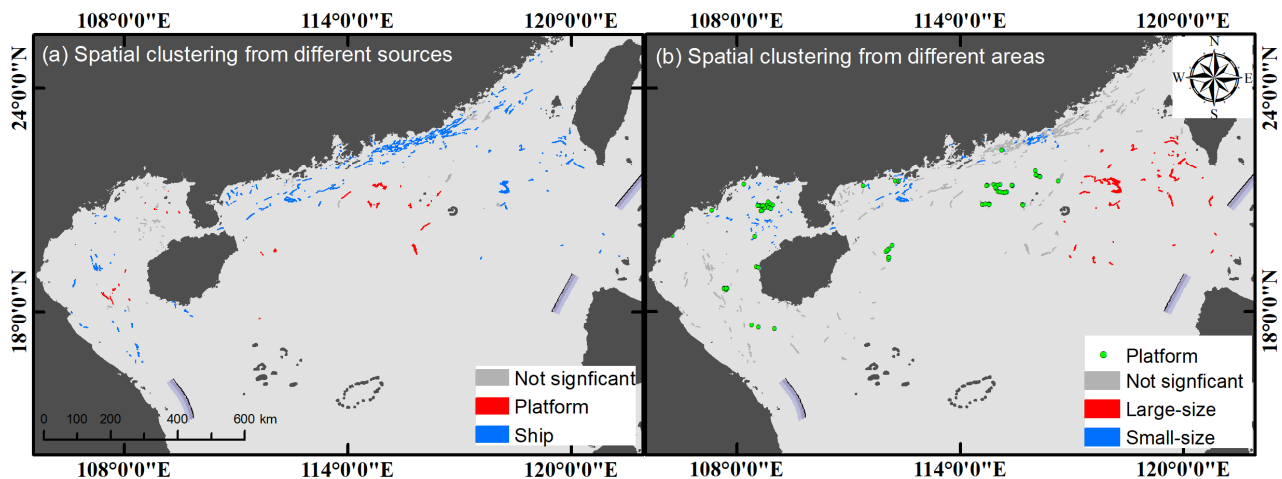 108°0'0"E 114°0'0"E 120°0'0"E 108°0'0"E 114°0'0"E 120°0'0"E
(a) Spatial clustering from different sources
(b) Spatial clustering from different areas
N
W E
S
24°0'0"N
18°0'0"N
24°0'0"N
18°0'0"N
0 100 200 400 600 km
Not signficant
Platform
Ship
Platform
Not signficant
Large-size
Small-size
108°0'0"E 114°0'0"E 120°0'0"E 108°0'0"E 114°0'0"E 120°0'0"E